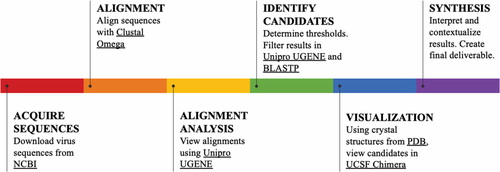 ALIGNMENT
Align sequences
with Clustal
Omega
IDENTIFY
CANDIDATES
Determine thresholds.
Filter results in
Unipro UGENE and
BLASTP
SYNTHESIS
Interpret and
contextualize
results. Create
final deliverable.
ACQUIRE
SEQUENCES
Download virus
sequences from
NCBI
ALIGNMENT
ANALYSIS
View alignments
using Unipro
UGENE
VISUALIZATION
Using crystal
structures from PDB,
view candidates in
UCSF Chimera